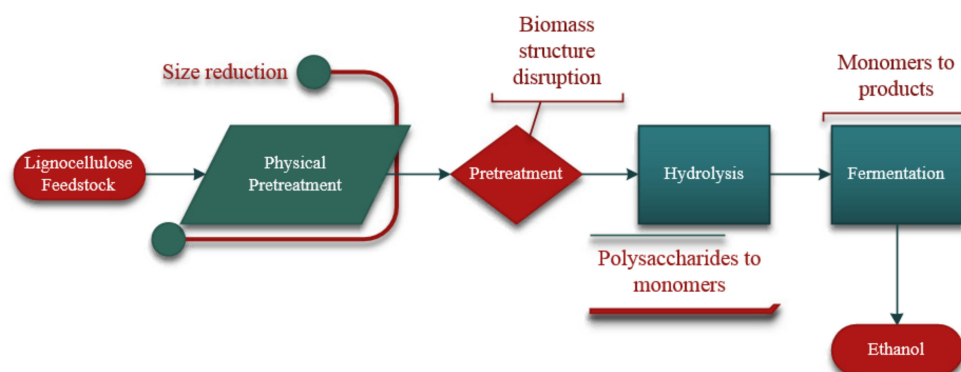 Size reduction
Biomass
structure
disruption
Monomers to
products
Lignocellulose
Feedstock
Physical
Pretreatment
Pretreatment
Hydrolysis
Fermentation
Polysaccharides to
monomers
Ethanol